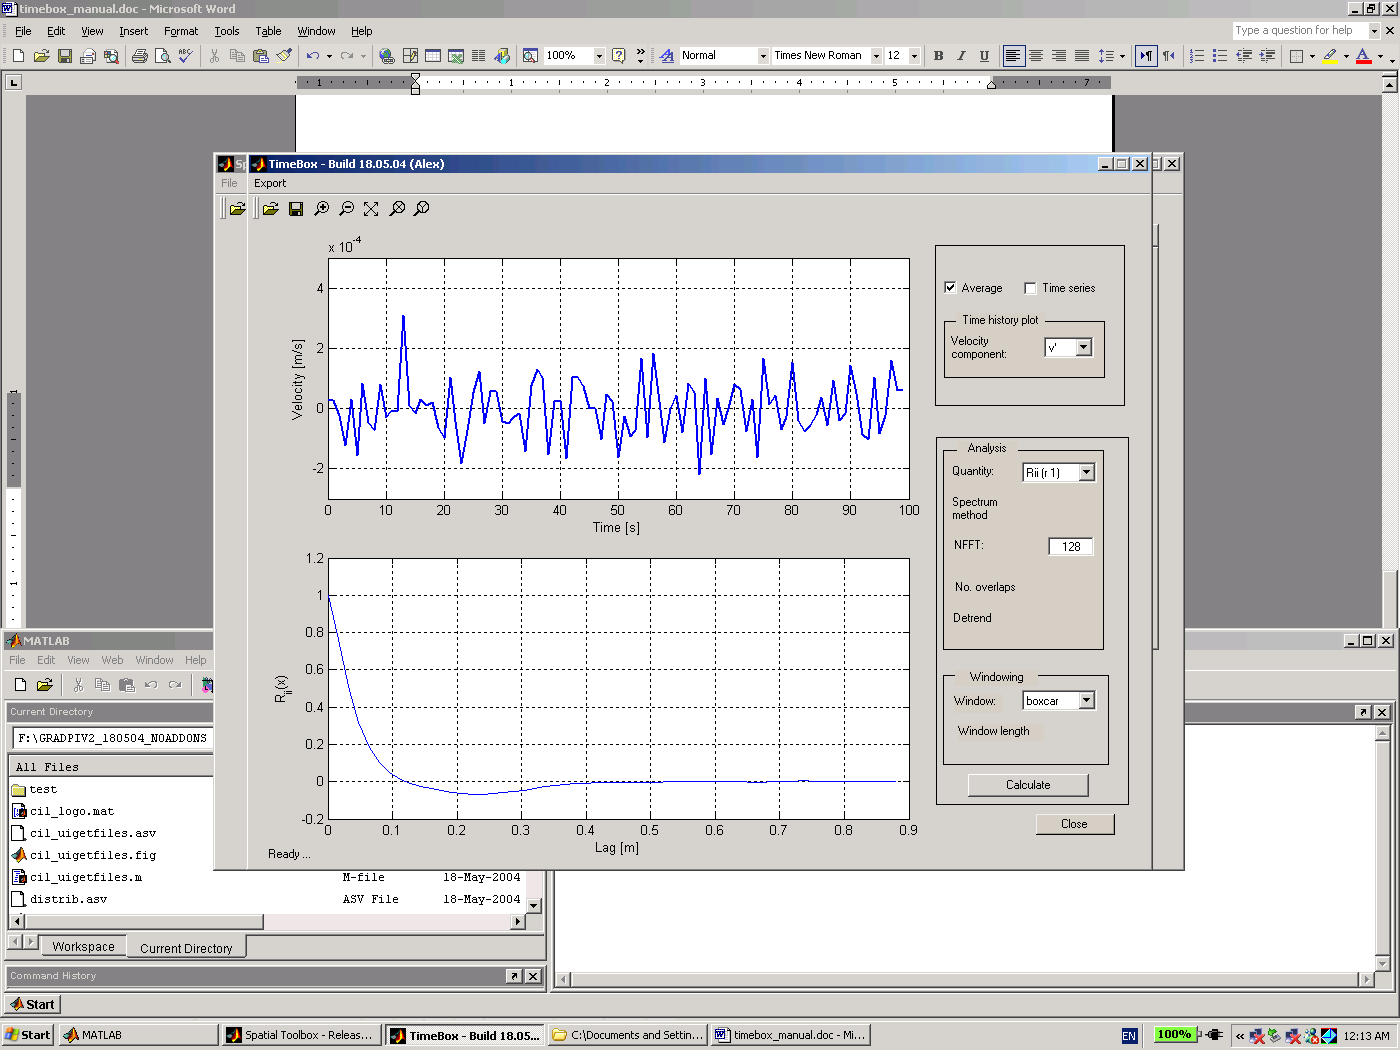 timebox_manual.doc - Microsoft Word
File Edit View Insert Format Tools Table Window Help
Type a question for help
100%
Normal
Times New Roman
12
B I U
1 1 2 3 4 5 7
TimeBox - Build 18.05.04 (Alex)
File
Export
x 10-4
4
2
0
-2
Velocity [m/s]
0 10 20 30 40 50 60 70 80 90 100
Time [s]
1.2
1
0.8
0.6
0.4
0.2
0
-0.2
Rii(x)
0 0.1 0.2 0.3 0.4 0.5 0.6 0.7 0.8 0.9
Lag [m]
Ready ...
Average
Time series
Time history plot
Velocity component:
v'
Analysis
Quantity:
Rii (r 1)
Spectrum method
NFFT:
128
No. overlaps
Detrend
Windowing
Window:
boxcar
Window length
Calculate
Close
MATLAB
File Edit View Web Window Help
Current Directory
F:\GRADPIV2_180504_NOADDONS
All Files
test
cil_logo.mat
cil_uigetfiles.asv
cil_uigetfiles.fig
cil_uigetfiles.m M-file 18-May-2004
distrib.asv ASV File 18-May-2004
Workspace
Current Directory
Command History
Start
Start
MATLAB
Spatial Toolbox - Releas...
TimeBox - Build 18.05...
C:\Documents and Settin...
timebox_manual.doc - Mi...
EN
100%
12:13 AM